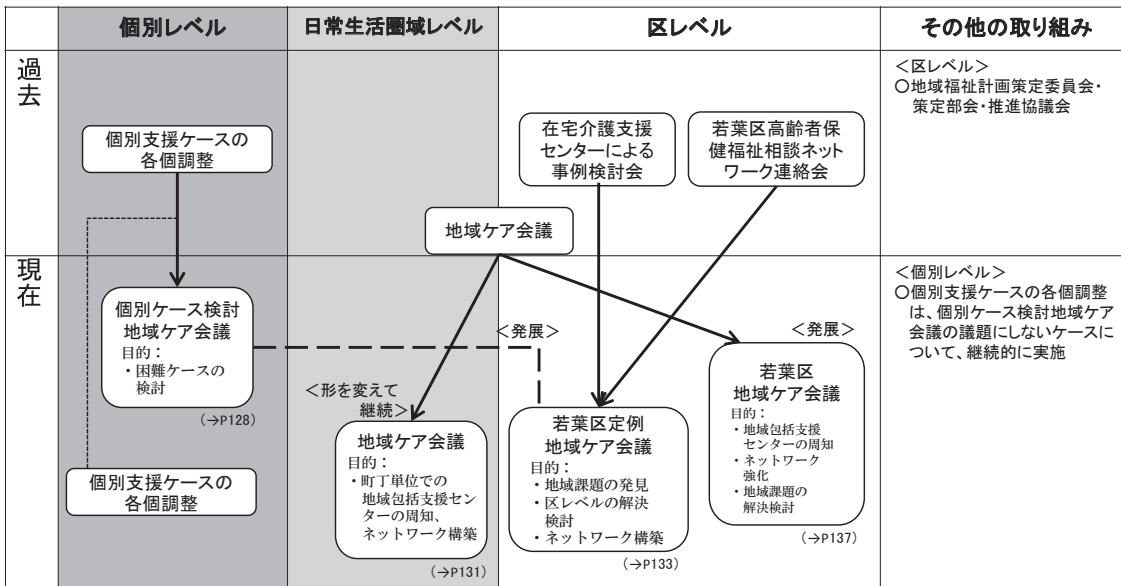 個別レベル
日常生活圏域レベル
区レベル
その他の取り組み
過去
個別支援ケースの
各個調整
在宅介護支援
センターによる
事例検討会
若葉区高齢者保
健福祉相談ネット
ワーク連絡会
地域ケア会議
＜区レベル＞
○地域福祉計画策定委員会・
策定部会・推進協議会
現在
個別ケース検討
地域ケア会議
目的：
・困難ケースの
検討
（→P128）
個別支援ケースの
各個調整
＜形を変えて
継続＞
地域ケア会議
目的：
・町丁単位での
地域包括支援セン
ターの周知、
ネットワーク構築
（→P131）
＜発展＞
若葉区定例
地域ケア会議
目的：
・地域課題の発見
・区レベルの解決
検討
・ネットワーク構築
（→P133）
＜発展＞
若葉区
地域ケア会議
目的：
・地域包括支援
センターの周知
・ネットワーク
強化
・地域課題の
解決検討
（→P137）
＜個別レベル＞
○個別支援ケースの各個調整
は、個別ケース検討地域ケア
会議の議題にしないケースに
ついて、継続的に実施